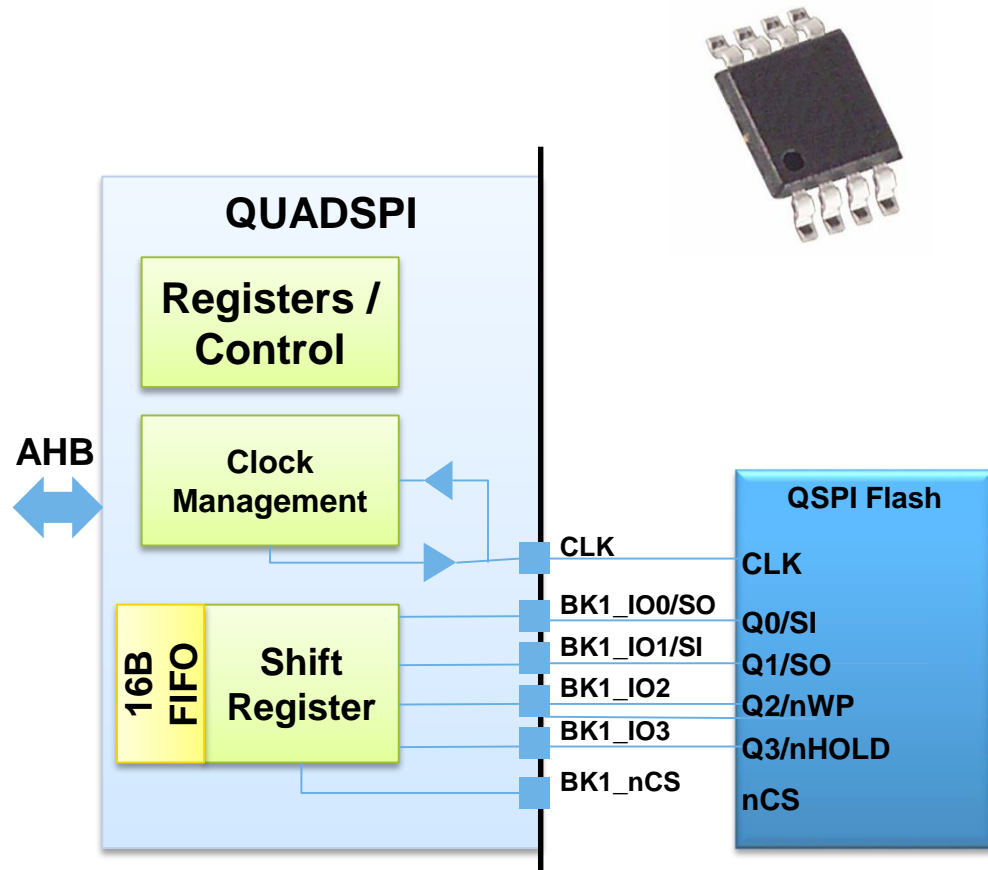 QUADSPI
Registers /
Control
AHB
Clock
Management
16B
FIFO
Shift
Register
CLK
BK1_IO0/SO
BK1_IO1/SI
BK1_IO2
BK1_IO3
BK1_nCS
QSPI Flash
CLK
Q0/SI
Q1/SO
Q2/nWP
Q3/nHOLD
nCS